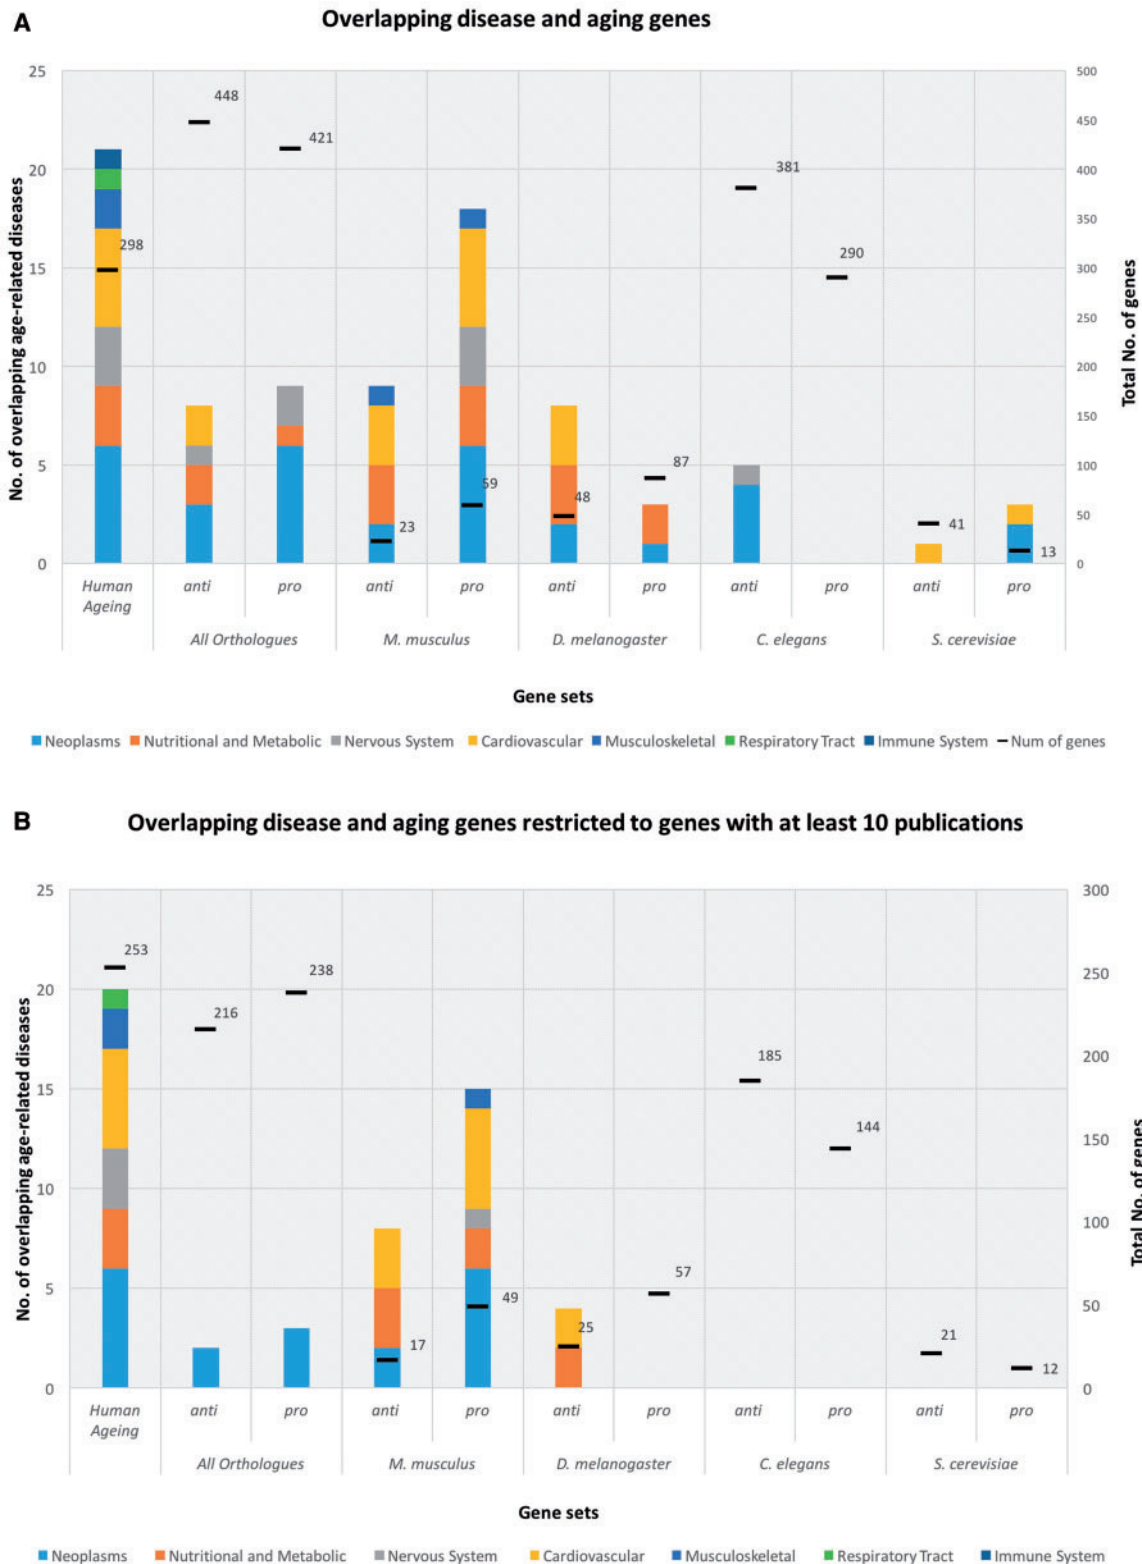 A
Overlapping disease and aging genes
25
20
15
10
5
0
No. of overlapping age-related diseases
500
450
400
350
300
250
200
150
100
50
0
Total No. of genes
298
448
421
23
59
48
87
381
290
41
13
Human Ageing
anti
pro
anti
pro
anti
pro
anti
pro
anti
pro
All Orthologues
M. musculus
D. melanogaster
C. elegans
S. cerevisiae
Gene sets
Neoplasms Nutritional and Metabolic Nervous System Cardiovascular Musculoskeletal Respiratory Tract Immune System Num of genes
B
Overlapping disease and aging genes restricted to genes with at least 10 publications
25
20
15
10
5
0
No. of overlapping age-related diseases
300
250
200
150
100
50
0
Total No. of genes
253
216
238
17
49
25
57
185
144
21
12
Human Ageing
anti
pro
anti
pro
anti
pro
anti
pro
anti
pro
All Orthologues
M. musculus
D. melanogaster
C. elegans
S. cerevisiae
Gene sets
Neoplasms Nutritional and Metabolic Nervous System Cardiovascular Musculoskeletal Respiratory Tract Immune System